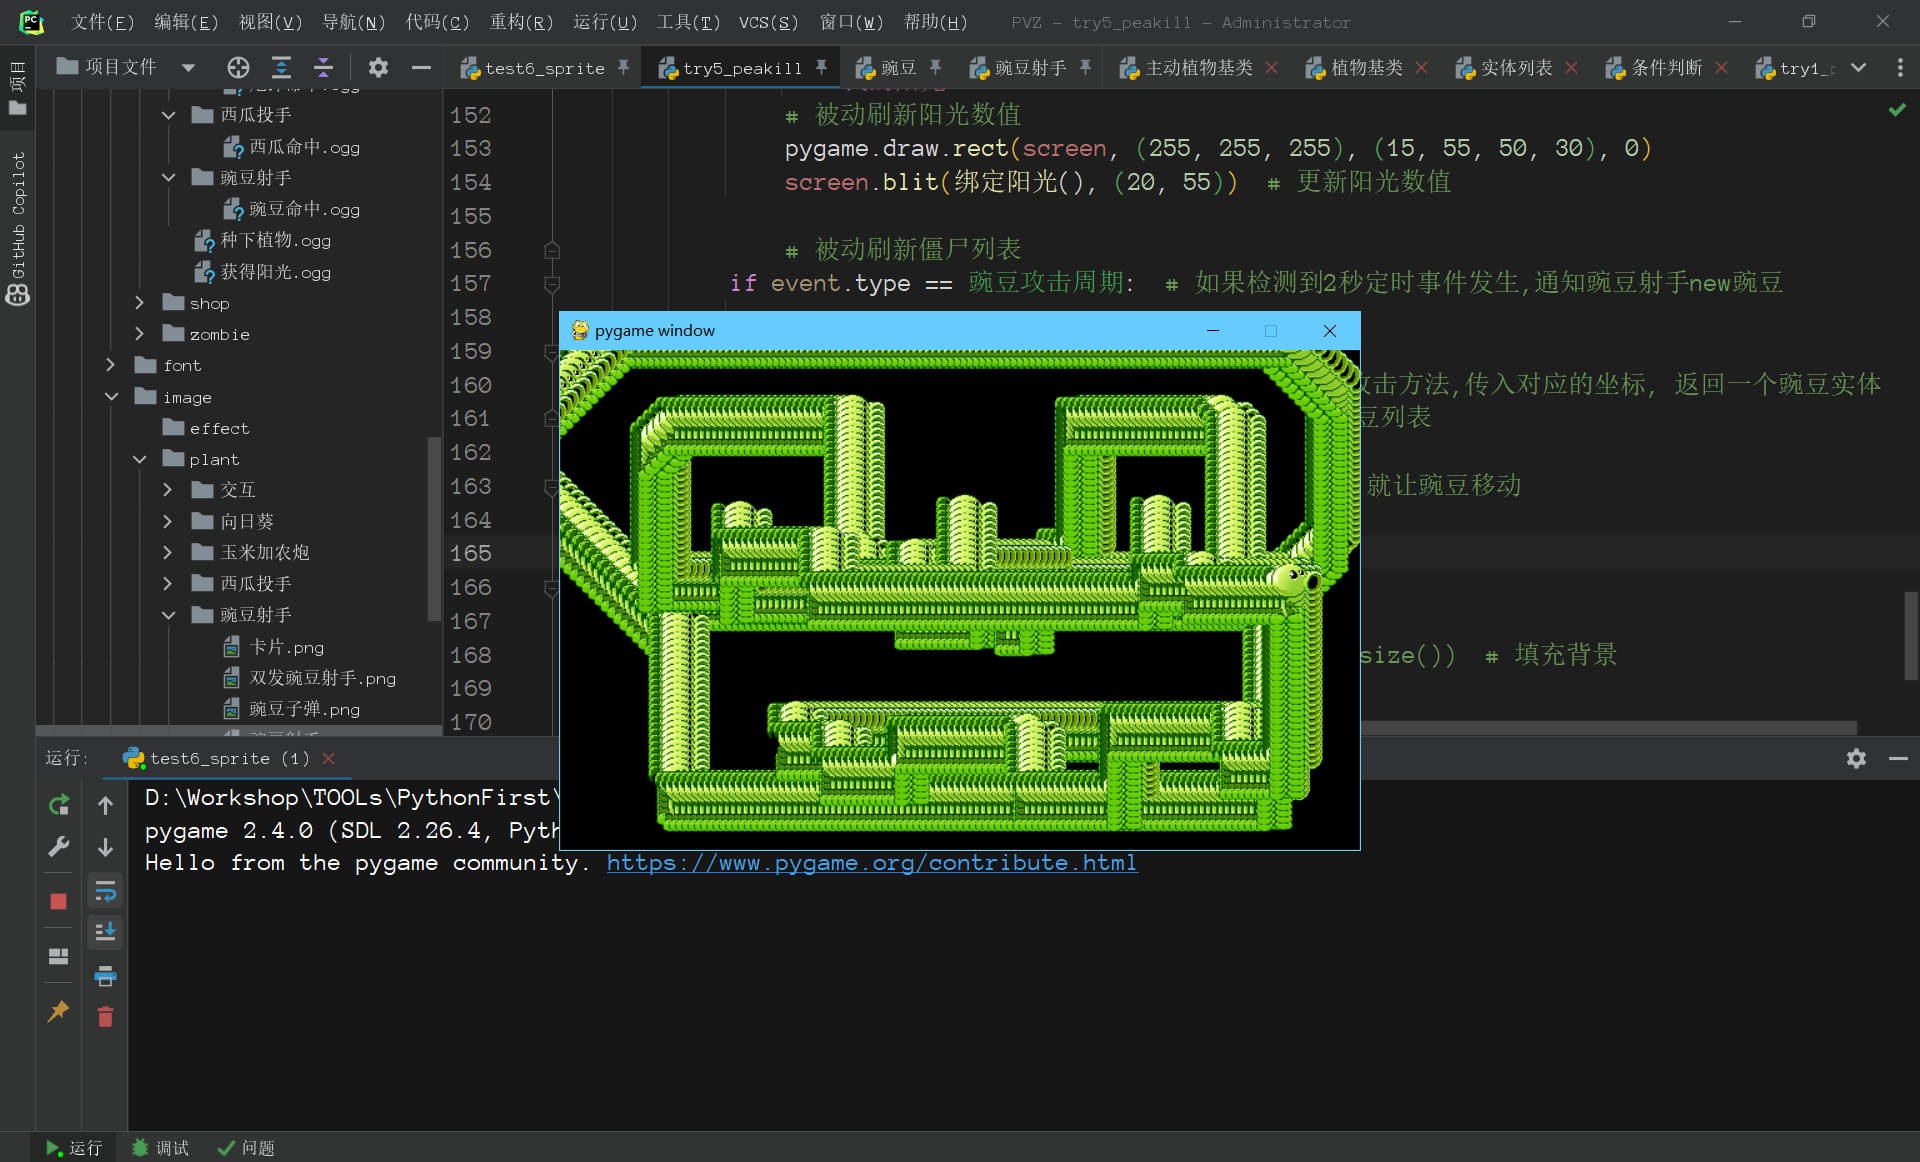 文件(F) 编辑(E) 视图(V) 导航(N) 代码(C) 重构(R) 运行(U) 工具(T) VCS(S) 窗口(W) 帮助(H) PVZ - try5_peakill - Administrator
项目文件
test6_sprite try5_peakill 豌豆 豌豆射手 主动植物基类 植物基类 实体列表 条件判断 try1_
项目
GitHub Copilot
西瓜投手
西瓜命中.ogg
豌豆射手
豌豆命中.ogg
种下植物.ogg
获得阳光.ogg
shop
zombie
font
image
effect
plant
交互
向日葵
玉米加农炮
西瓜投手
豌豆射手
卡片.png
双发豌豆射手.png
豌豆子弹.png
152 # 被动刷新阳光数值
153 pygame.draw.rect(screen, (255, 255, 255), (15, 55, 50, 30), 0)
154 screen.blit(绑定阳光(), (20, 55)) # 更新阳光数值
155
156 # 被动刷新僵尸列表
157 if event.type == 豌豆攻击周期: # 如果检测到2秒定时事件发生,通知豌豆射手new豌豆
158
159
160 击方法,传入对应的坐标, 返回一个豌豆实体
161 豆列表
162
163 就让豌豆移动
164
165
166
167
168 size()) # 填充背景
169
170
pygame window
运行: test6_sprite (1)
D:\Workshop\TOOLs\PythonFirst\
pygame 2.4.0 (SDL 2.26.4, Pyth
Hello from the pygame community. https://www.pygame.org/contribute.html
运行 调试 问题